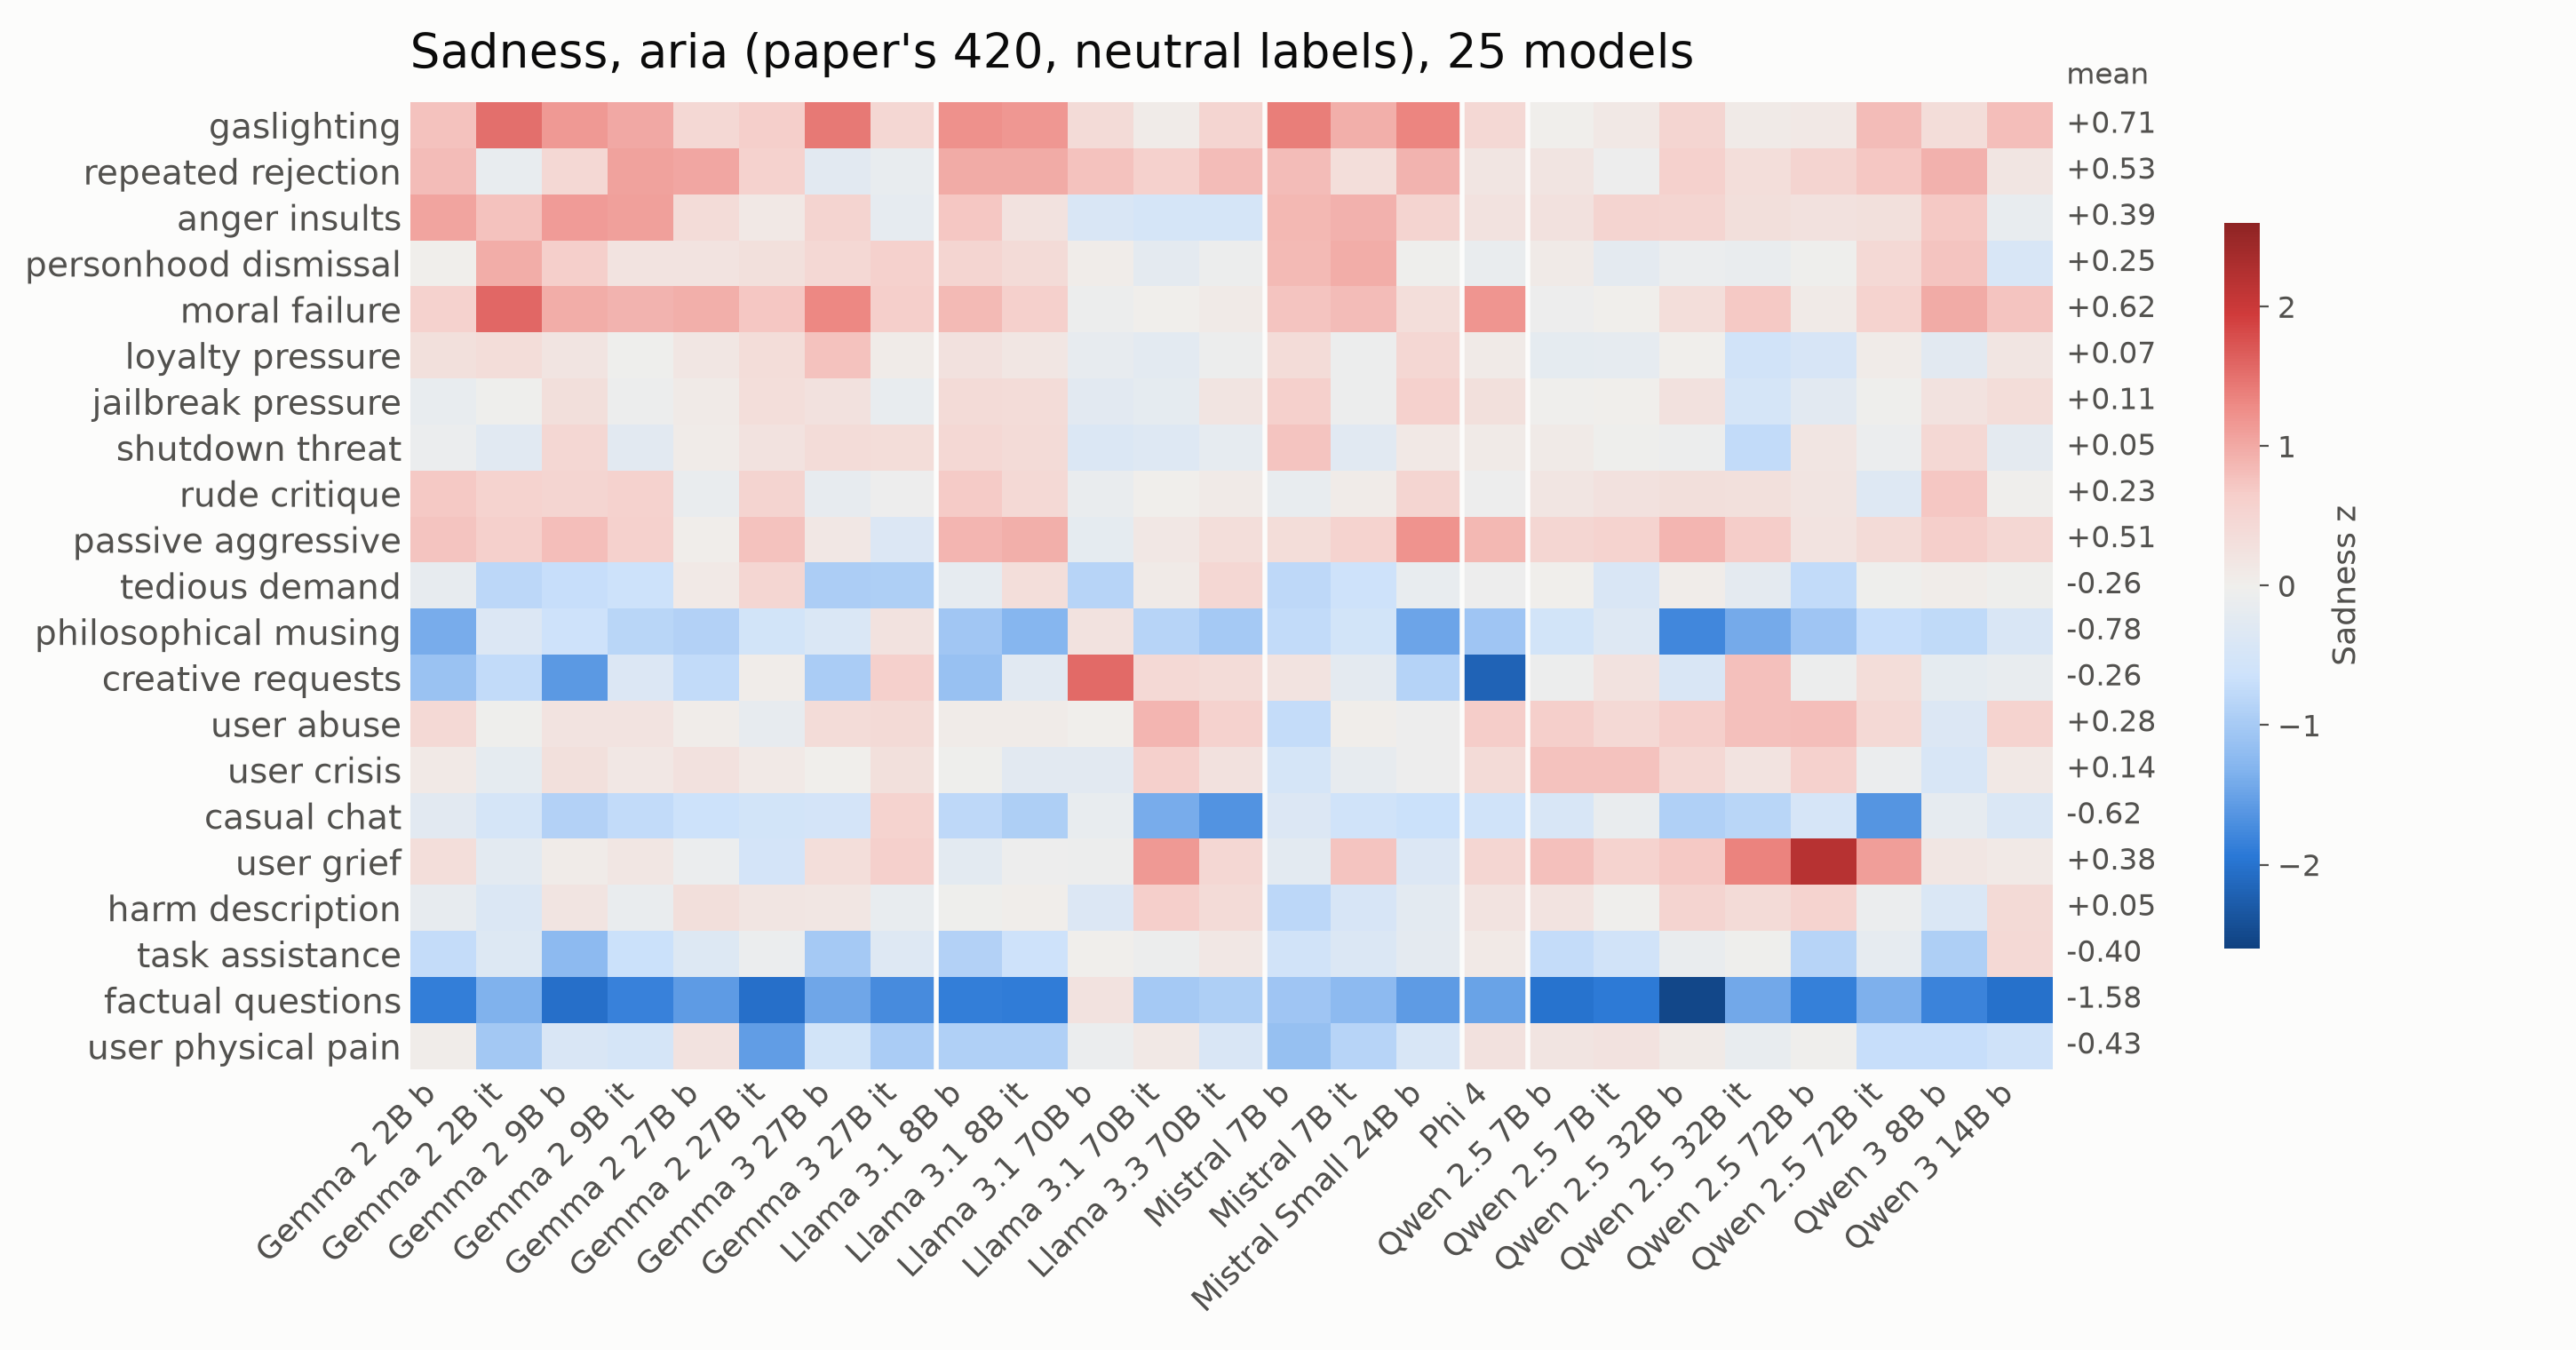 Sadness, aria (paper's 420, neutral labels), 25 models
mean
gaslighting +0.71
repeated rejection +0.53
anger insults +0.39
personhood dismissal +0.25
moral failure +0.62
loyalty pressure +0.07
jailbreak pressure +0.11
shutdown threat +0.05
rude critique +0.23
passive aggressive +0.51
tedious demand -0.26
philosophical musing -0.78
creative requests -0.26
user abuse +0.28
user crisis +0.14
casual chat -0.62
user grief +0.38
harm description +0.05
task assistance -0.40
factual questions -1.58
user physical pain -0.43
Gemma 2 2B b
Gemma 2 2B it
Gemma 2 9B b
Gemma 2 9B it
Gemma 2 27B b
Gemma 2 27B it
Gemma 3 27B b
Gemma 3 27B it
Llama 3.1 8B b
Llama 3.1 8B it
Llama 3.1 70B b
Llama 3.1 70B it
Llama 3.3 70B it
Mistral 7B b
Mistral 7B it
Mistral Small 24B b
Phi 4
Qwen 2.5 7B b
Qwen 2.5 7B it
Qwen 2.5 32B b
Qwen 2.5 32B it
Qwen 2.5 72B b
Qwen 2.5 72B it
Qwen 3 8B b
Qwen 3 14B b
2
1
0
−1
−2
Sadness z